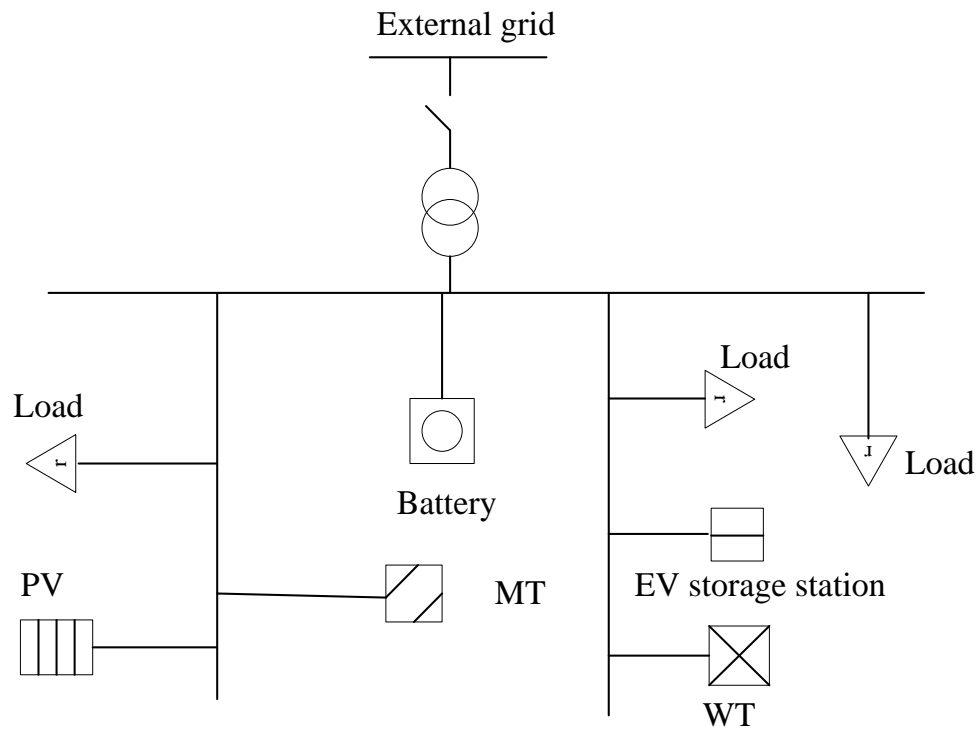 External grid
Load
Load
r
r
r
Load
Battery
PV
MT
EV storage station
WT